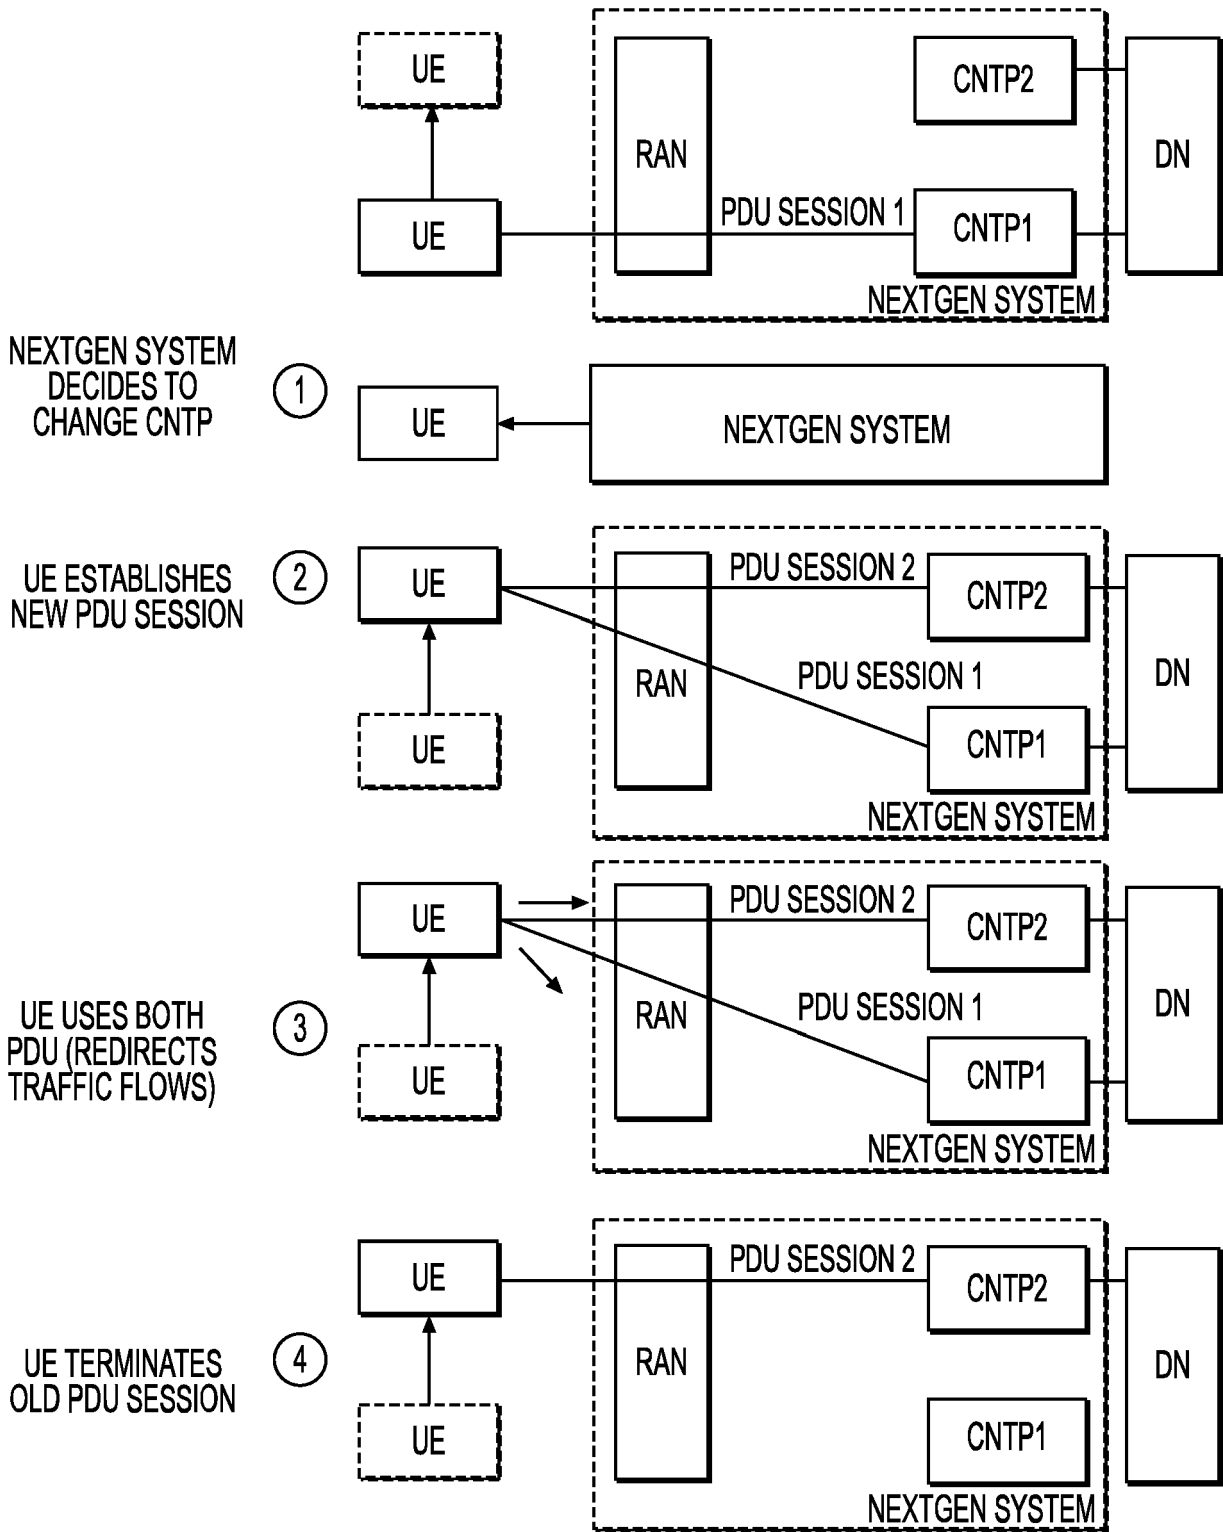 UE
CNTP2
RAN
DN
PDU SESSION 1
UE
CNTP1
NEXTGEN SYSTEM
NEXTGEN SYSTEM
DECIDES TO
CHANGE CNTP
1
UE
NEXTGEN SYSTEM
UE ESTABLISHES
NEW PDU SESSION
2
UE
PDU SESSION 2
CNTP2
RAN
PDU SESSION 1
DN
UE
CNTP1
NEXTGEN SYSTEM
UE USES BOTH
PDU (REDIRECTS
TRAFFIC FLOWS)
3
UE
PDU SESSION 2
CNTP2
RAN
PDU SESSION 1
DN
UE
CNTP1
NEXTGEN SYSTEM
UE TERMINATES
OLD PDU SESSION
4
UE
PDU SESSION 2
CNTP2
RAN
DN
UE
CNTP1
NEXTGEN SYSTEM